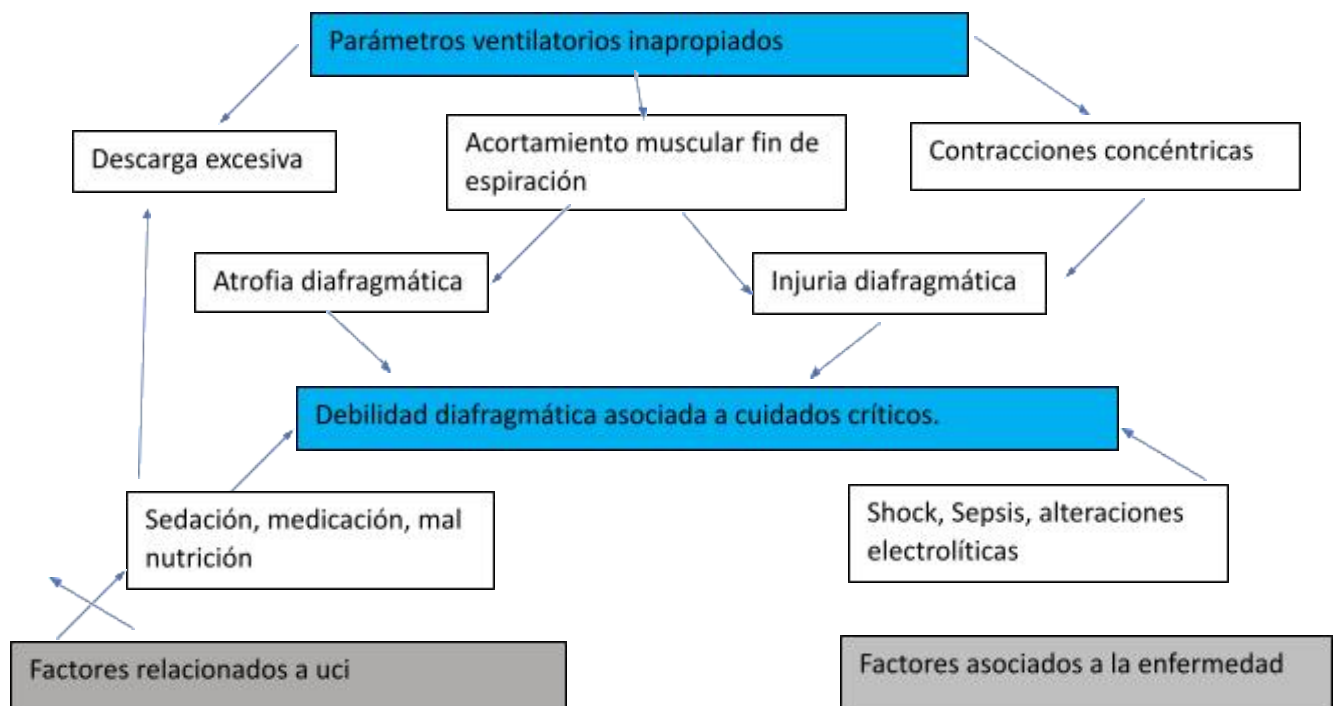 Parámetros ventilatorios inapropiados
Descarga excesiva
Acortamiento muscular fin de
espiración
Contracciones concéntricas
Atrofia diafragmática
Injuria diafragmática
Debilidad diafragmática asociada a cuidados críticos.
Sedación, medicación, mal
nutrición
Shock, Sepsis, alteraciones
electrolíticas
Factores relacionados a uci
Factores asociados a la enfermedad